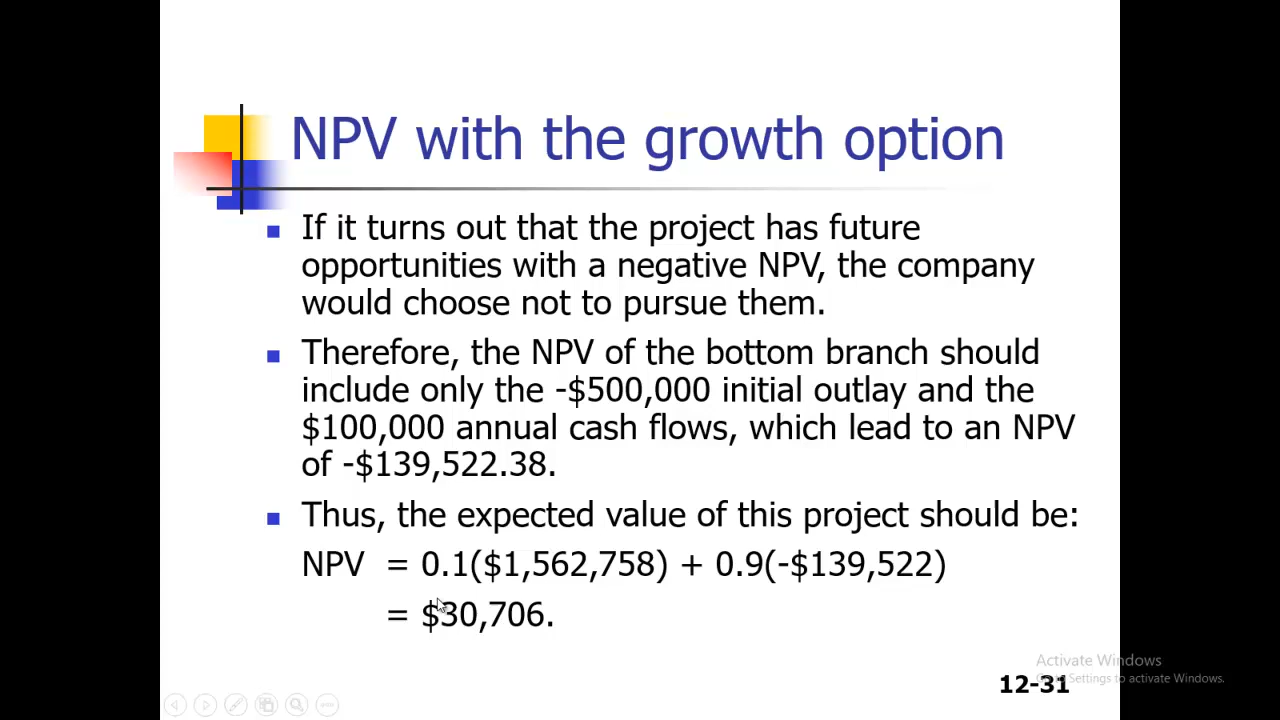 NPV with the growth option
If it turns out that the project has future
opportunities with a negative NPV, the company
would choose not to pursue them.
Therefore, the NPV of the bottom branch should
include only the -$500,000 initial outlay and the
$100,000 annual cash flows, which lead to an NPV
of -$139,522.38.
Thus, the expected value of this project should be:
NPV = 0.1($1,562,758) + 0.9(-$139,522)
= $30,706.
Activate Windows
Go to Settings to activate Windows.
12-31